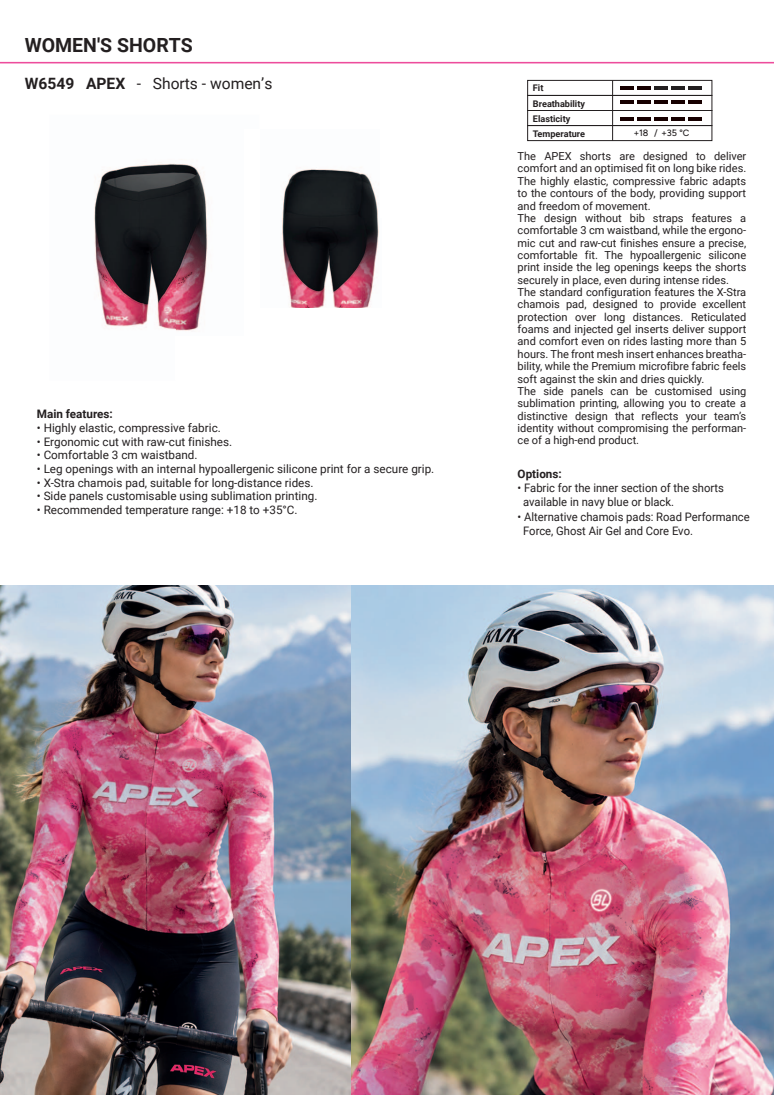 WOMEN'S SHORTS
W6549 APEX - Shorts - women's
Fit
Breathability
Elasticity
Temperature +18 / +35 °C
The APEX shorts are designed to deliver
comfort and an optimised fit on long bike rides.
The highly elastic, compressive fabric adapts
to the contours of the body, providing support
and freedom of movement.
The design without bib straps features a
comfortable 3 cm waistband, while the ergono-
mic cut and raw-cut finishes ensure a precise,
comfortable fit. The hypoallergenic silicone
print inside the leg openings keeps the shorts
securely in place, even during intense rides.
The standard configuration features the X-Stra
chamois pad, designed to provide excellent
protection over long distances. Reticulated
foams and injected gel inserts deliver support
and comfort even on rides lasting more than 5
hours. The front mesh insert enhances breatha-
bility, while the Premium microfibre fabric feels
soft against the skin and dries quickly.
The side panels can be customised using
sublimation printing, allowing you to create a
distinctive design that reflects your team's
identity without compromising the performan-
ce of a high-end product.
APEX
APEX
APEX
APEX
Main features:
• Highly elastic, compressive fabric.
• Ergonomic cut with raw-cut finishes.
• Comfortable 3 cm waistband.
• Leg openings with an internal hypoallergenic silicone print for a secure grip.
• X-Stra chamois pad, suitable for long-distance rides.
• Side panels customisable using sublimation printing.
• Recommended temperature range: +18 to +35°C.
Options:
• Fabric for the inner section of the shorts
available in navy blue or black.
• Alternative chamois pads: Road Performance
Force, Ghost Air Gel and Core Evo.
KASK
BL
APEX
APEX
BL
APEX
KASK
BL
APEX